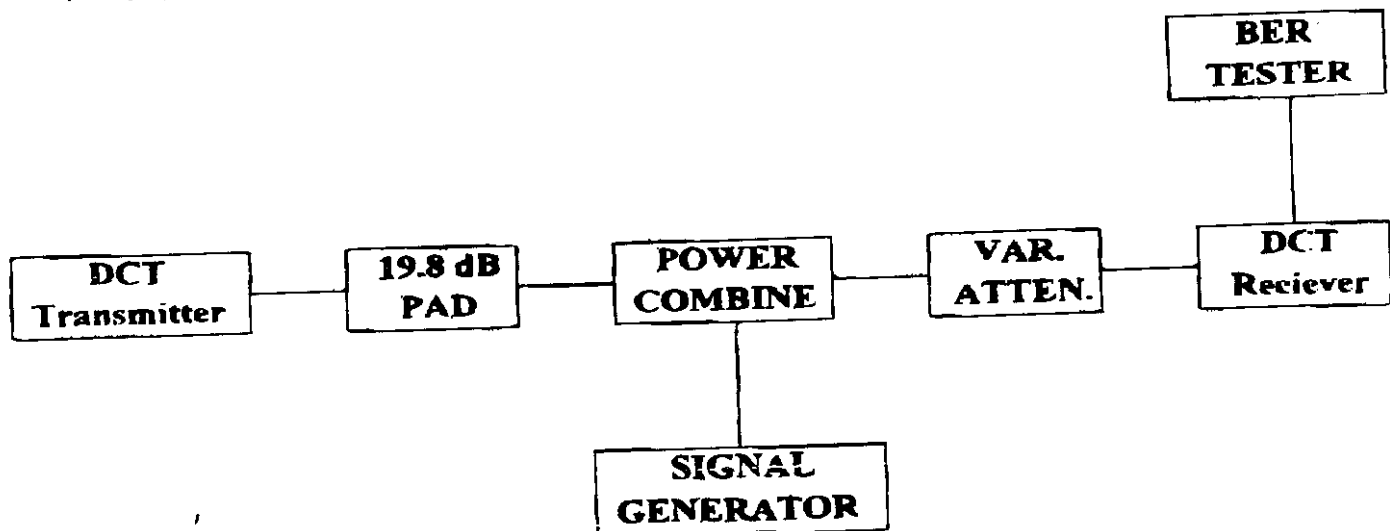 BER
TESTER
DCT
Transmitter
19.8 dB
PAD
POWER
COMBINE
VAR.
ATTEN.
DCT
Reciever
SIGNAL
GENERATOR